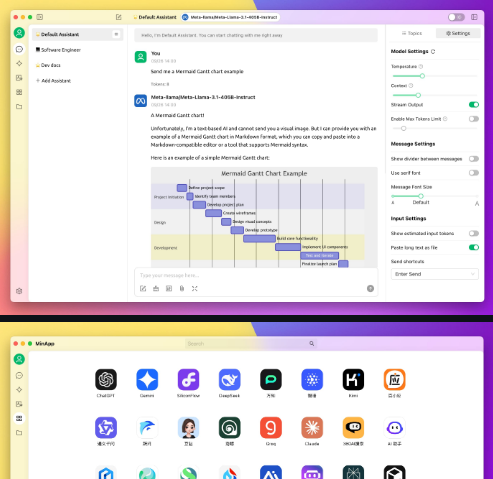 Default Assistant
Meta-llama/Meta-Llama-3.1-405B-Instruct
Default Assistant
Software Engineer
Dev docs
+ Add Assistant
Hello, I'm Default Assistant. You can start chatting with me right away
You
Send me a Mermaid Gantt chart example
Tokens: 8
Meta-llama/Meta-Llama-3.1-405B-Instruct
A Mermaid Gantt chart!
Unfortunately, I'm a text-based AI and cannot send you a visual image. But I can provide you with an
example of a Mermaid Gantt chart in Markdown format, which you can copy and paste into a
Markdown-compatible editor or a tool that supports Mermaid syntax.
Here is an example of a simple Mermaid Gantt chart:
Mermaid Gantt Chart Example
Define project scope
Project Initiation
Identify team members
Develop project plan
Create wireframes
Design
Design visual concepts
Develop prototype
Build core functionality
Development
Implement UI components
Test and iterate
Finalize launch plan
Type your message here...
Topics
Settings
Model Settings
Temperature
Context
Stream Output
Enable Max Tokens Limit
Message Settings
Show divider between messages
Use serif font
Message Font Size
A Default A
Input Settings
Show estimated input tokens
Paste long text as file
Send shortcuts
Enter Send
MinApp
Search
ChatGPT
Gemini
SiliconFlow
DeepSeek
万知
Kimi
豆包
Groq
Claude
AI 助手